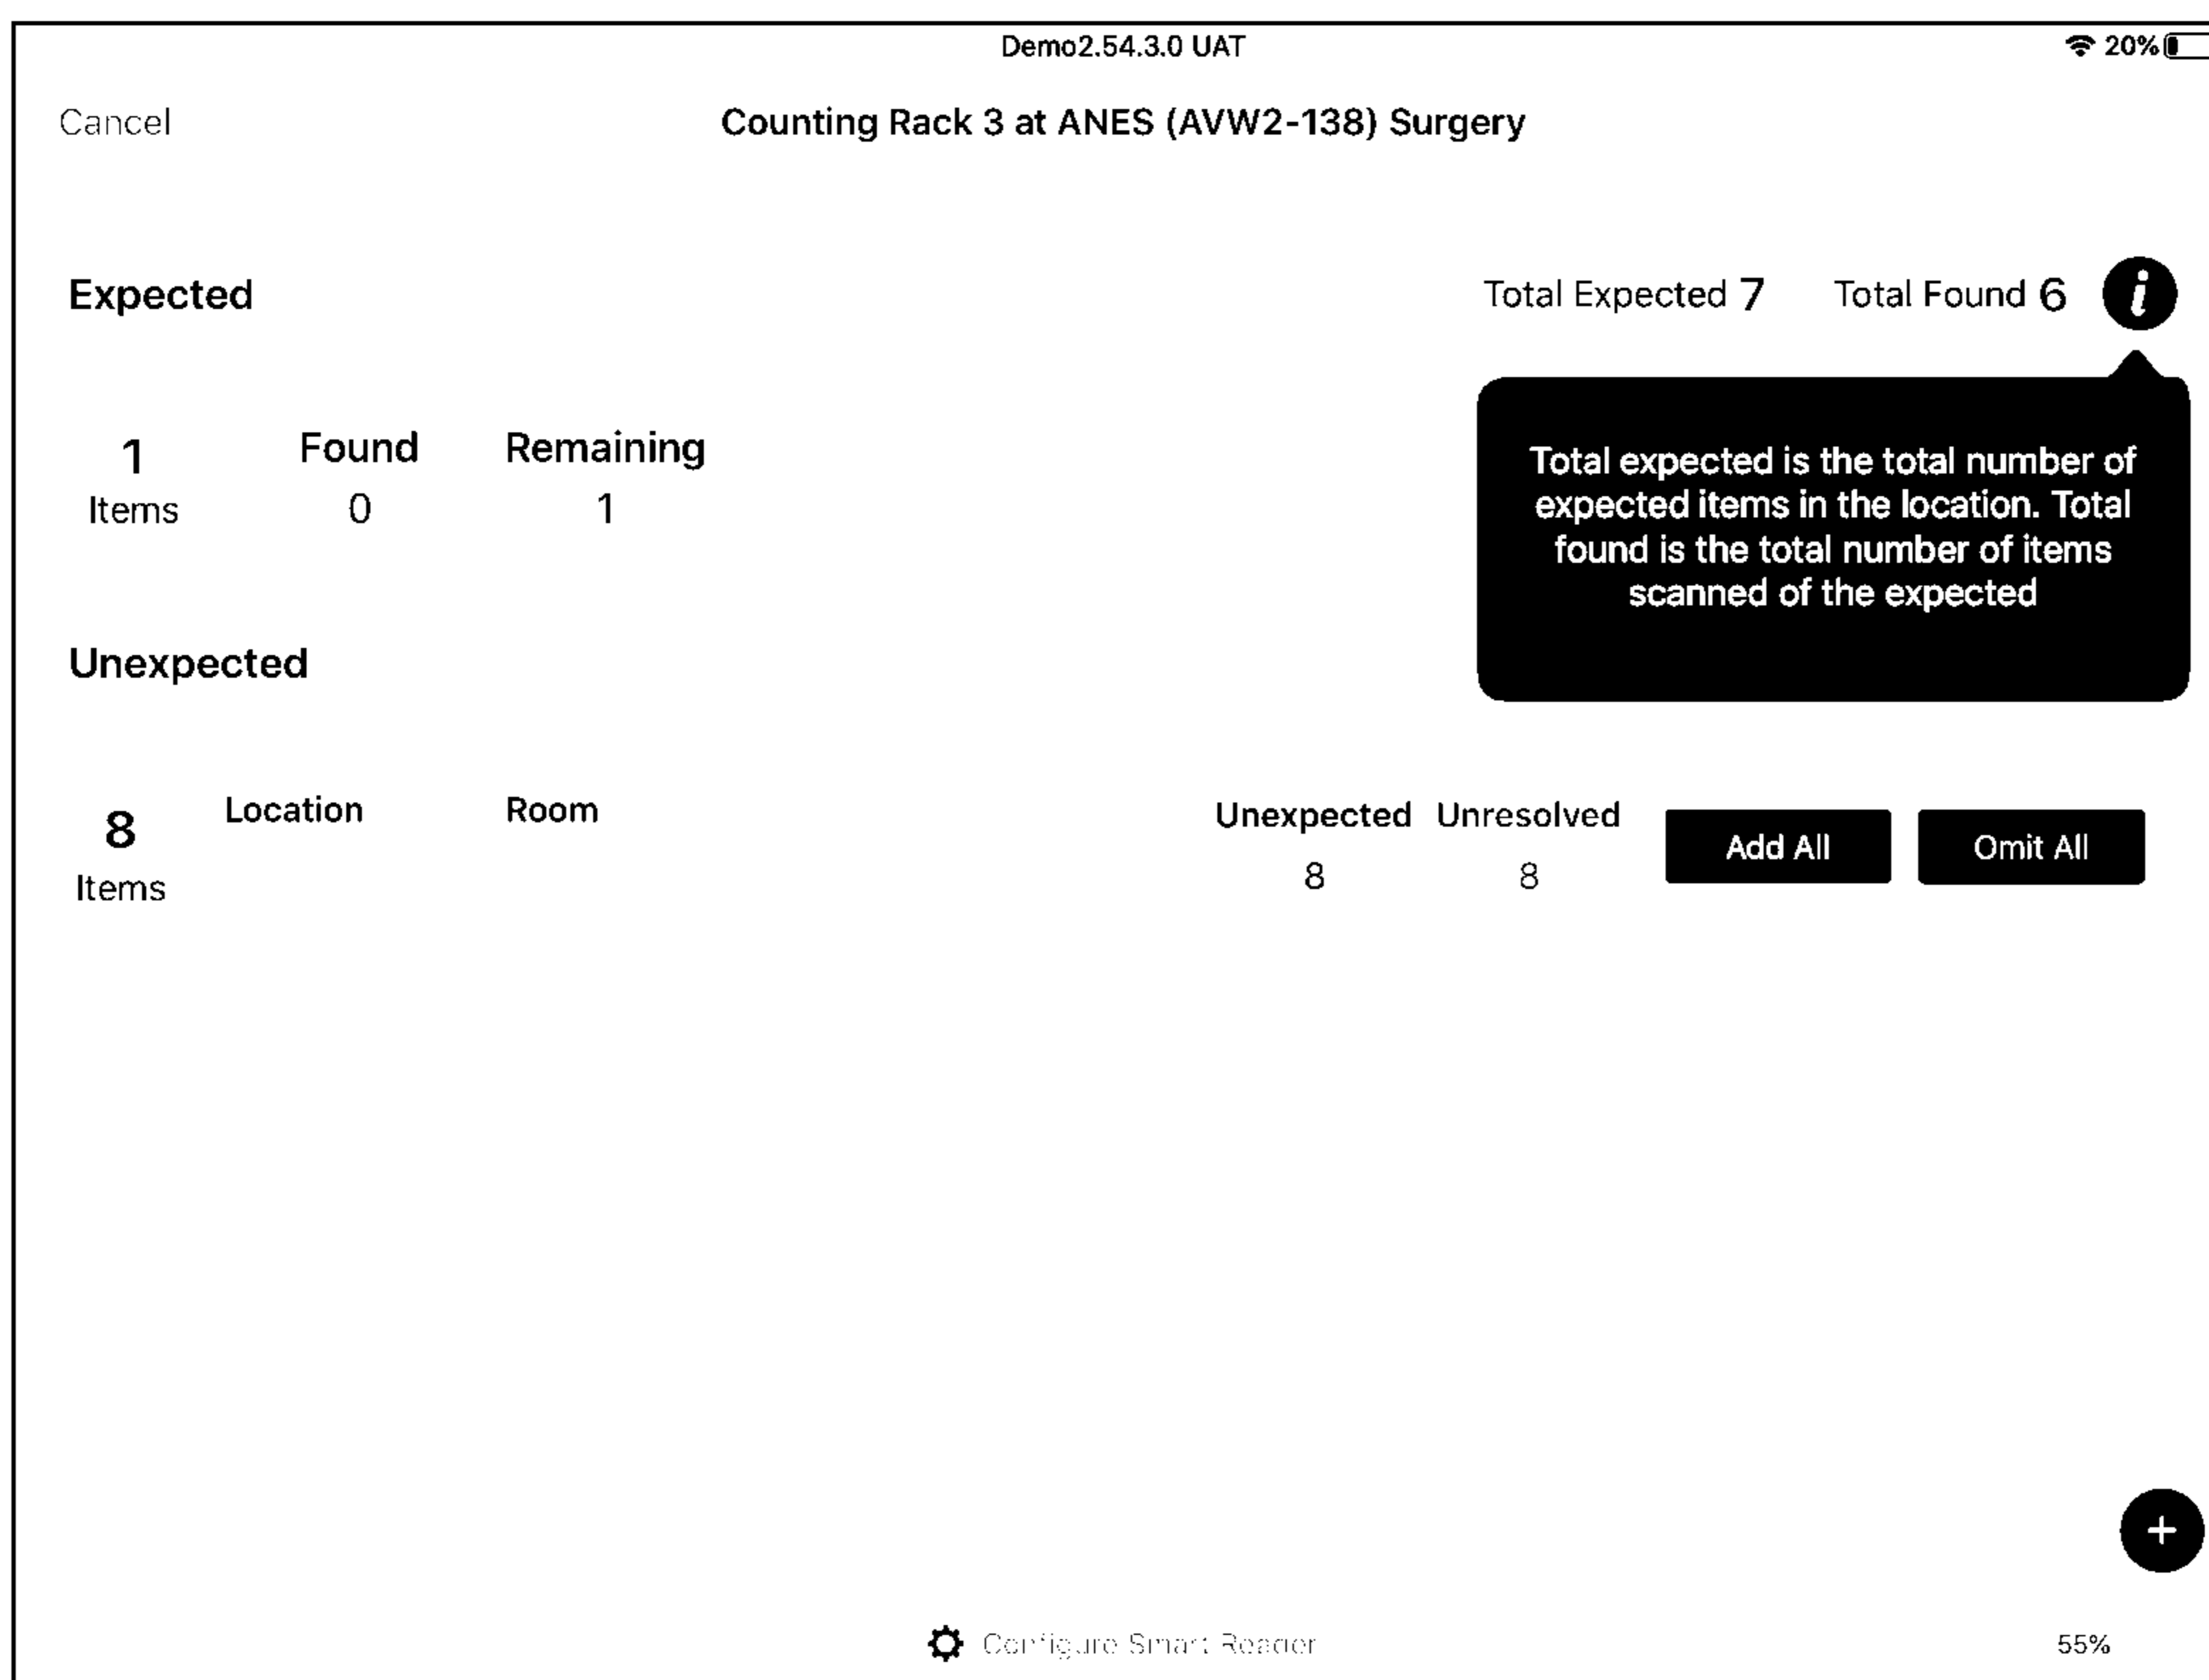 Demo2.54.3.0 UAT
20%
Cancel
Counting Rack 3 at ANES (AVW2-138) Surgery
Expected
Total Expected 7 Total Found 6 i
1 Found Remaining
Items 0 1
Total expected is the total number of
expected items in the location. Total
found is the total number of items
scanned of the expected
Unexpected
8 Location Room Unexpected Unresolved Add All Omit All
Items 8 8
+
Configure Smart Reader
55%